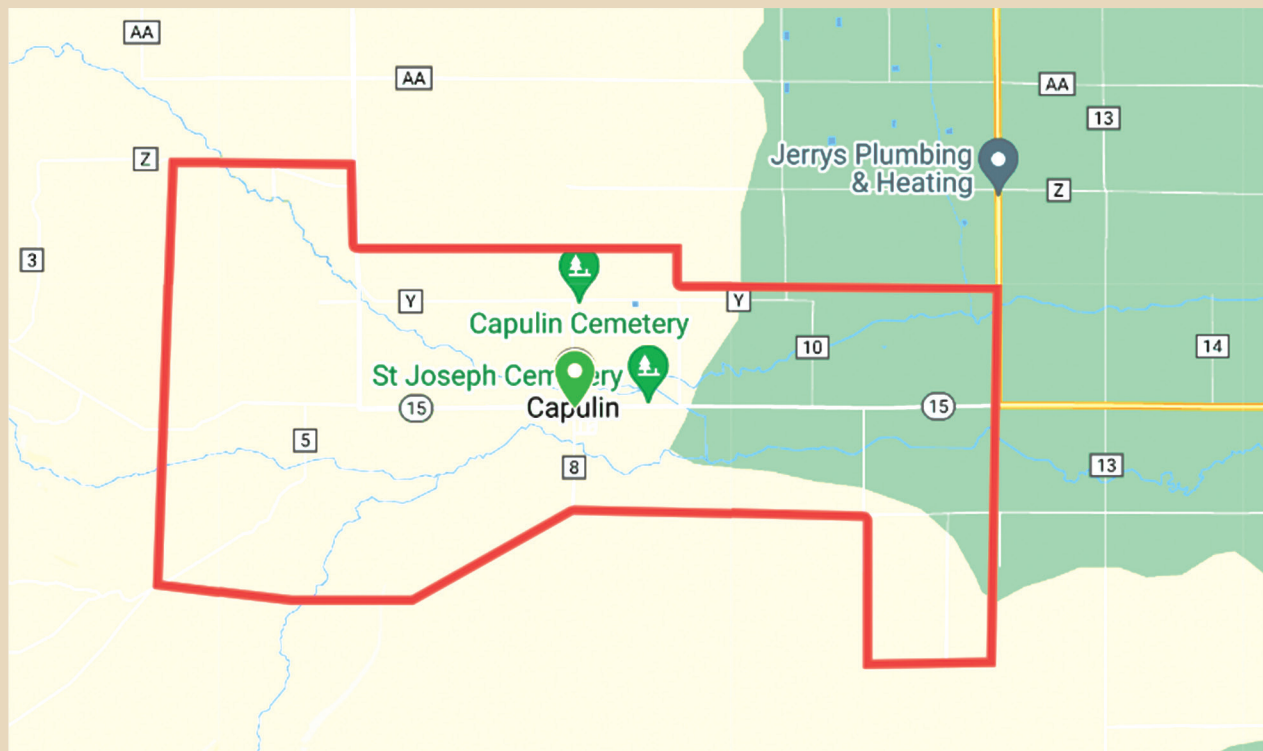 AA
AA
AA
13
Z
Jerrys Plumbing
& Heating
Z
3
Y
Y
Capulin Cemetery
10
14
St Joseph Cemetery
Capulin
15
15
5
8
13